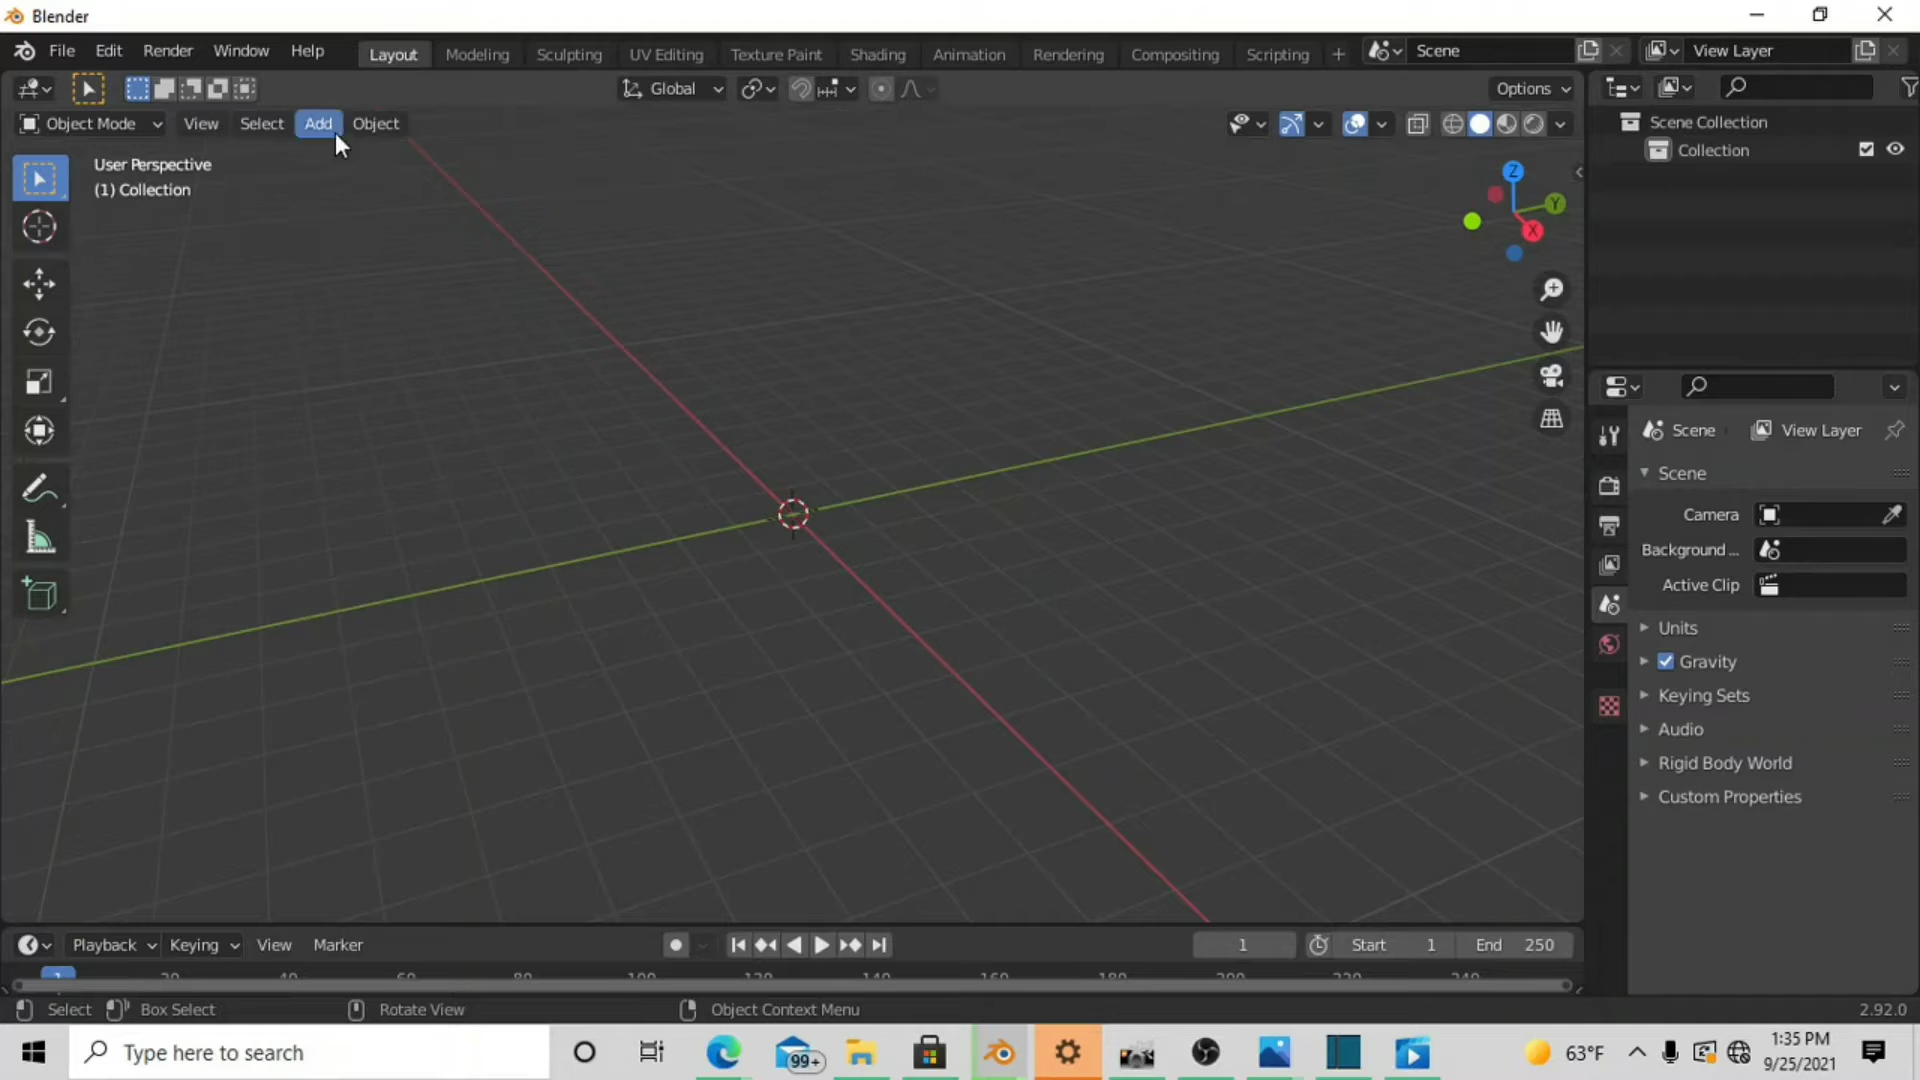 Blender
File Edit Render Window Help Layout Modeling Sculpting UV Editing Texture Paint Shading Animation Rendering Compositing Scripting + Scene View Layer
Global Options
Object Mode View Select Add Object
User Perspective
(1) Collection
Z
Y
X
Scene Collection
Collection
Scene View Layer
Scene
Camera
Background ...
Active Clip
Units
Gravity
Keying Sets
Audio
Rigid Body World
Custom Properties
Playback Keying View Marker 1 Start 1 End 250
1 20 40 60 80 100 120 140 160 180 200 220 240
Select Box Select Rotate View Object Context Menu 2.92.0
Type here to search 99+ 63°F 1:35 PM
9/25/2021